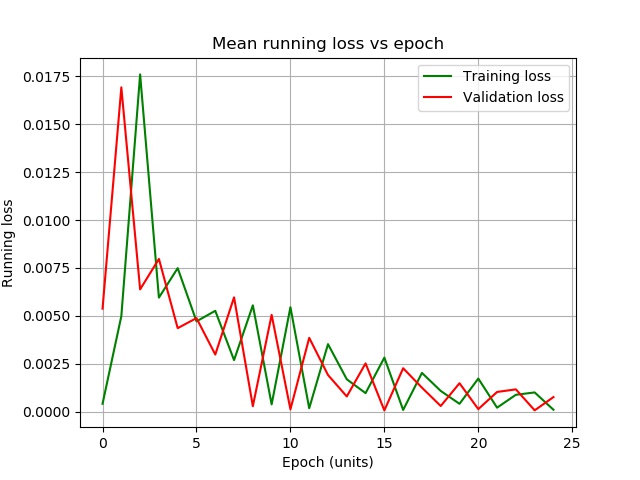 Mean running loss vs epoch
Training loss
Validation loss
Running loss
0.0175
0.0150
0.0125
0.0100
0.0075
0.0050
0.0025
0.0000
0 5 10 15 20 25
Epoch (units)